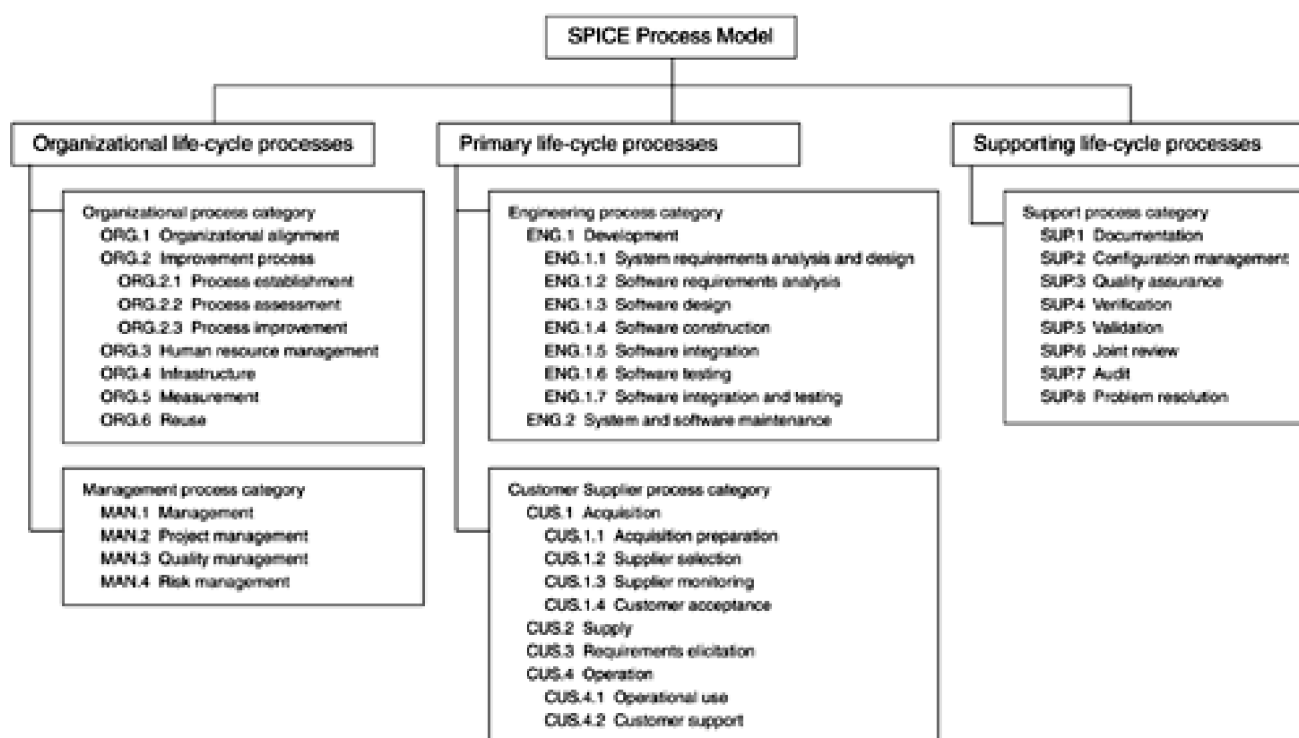 SPICE Process Model
Organizational life-cycle processes
Organizational process category
ORG.1 Organizational alignment
ORG.2 Improvement process
ORG.2.1 Process establishment
ORG.2.2 Process assessment
ORG.2.3 Process improvement
ORG.3 Human resource management
ORG.4 Infrastructure
ORG.5 Measurement
ORG.6 Reuse
Management process category
MAN.1 Management
MAN.2 Project management
MAN.3 Quality management
MAN.4 Risk management
Primary life-cycle processes
Engineering process category
ENG.1 Development
ENG.1.1 System requirements analysis and design
ENG.1.2 Software requirements analysis
ENG.1.3 Software design
ENG.1.4 Software construction
ENG.1.5 Software integration
ENG.1.6 Software testing
ENG.1.7 Software integration and testing
ENG.2 System and software maintenance
Customer Supplier process category
CUS.1 Acquisition
CUS.1.1 Acquisition preparation
CUS.1.2 Supplier selection
CUS.1.3 Supplier monitoring
CUS.1.4 Customer acceptance
CUS.2 Supply
CUS.3 Requirements elicitation
CUS.4 Operation
CUS.4.1 Operational use
CUS.4.2 Customer support
Supporting life-cycle processes
Support process category
SUP.1 Documentation
SUP.2 Configuration management
SUP.3 Quality assurance
SUP.4 Verification
SUP.5 Validation
SUP.6 Joint review
SUP.7 Audit
SUP.8 Problem resolution